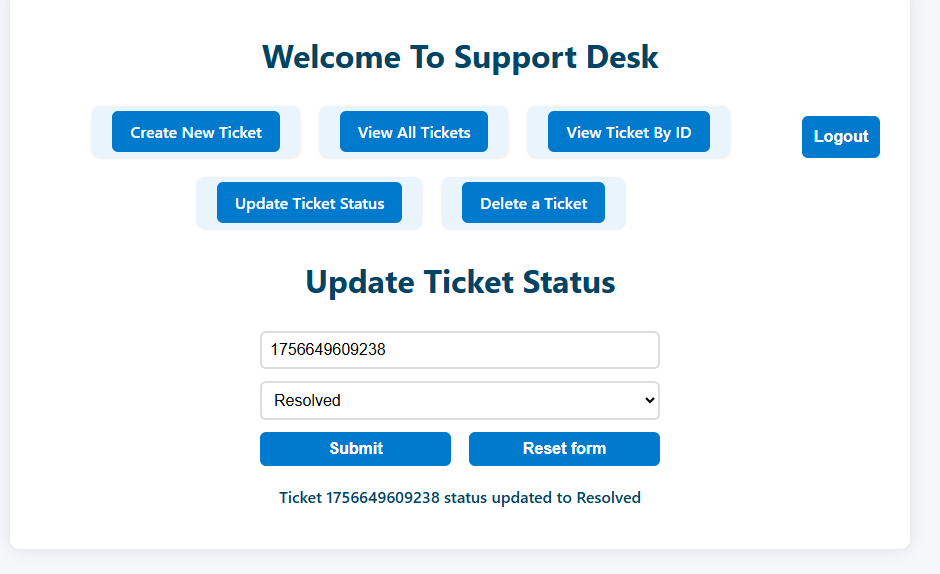 Welcome To Support Desk
Create New Ticket
View All Tickets
View Ticket By ID
Logout
Update Ticket Status
Delete a Ticket
Update Ticket Status
1756649609238
Resolved
Submit
Reset form
Ticket 1756649609238 status updated to Resolved